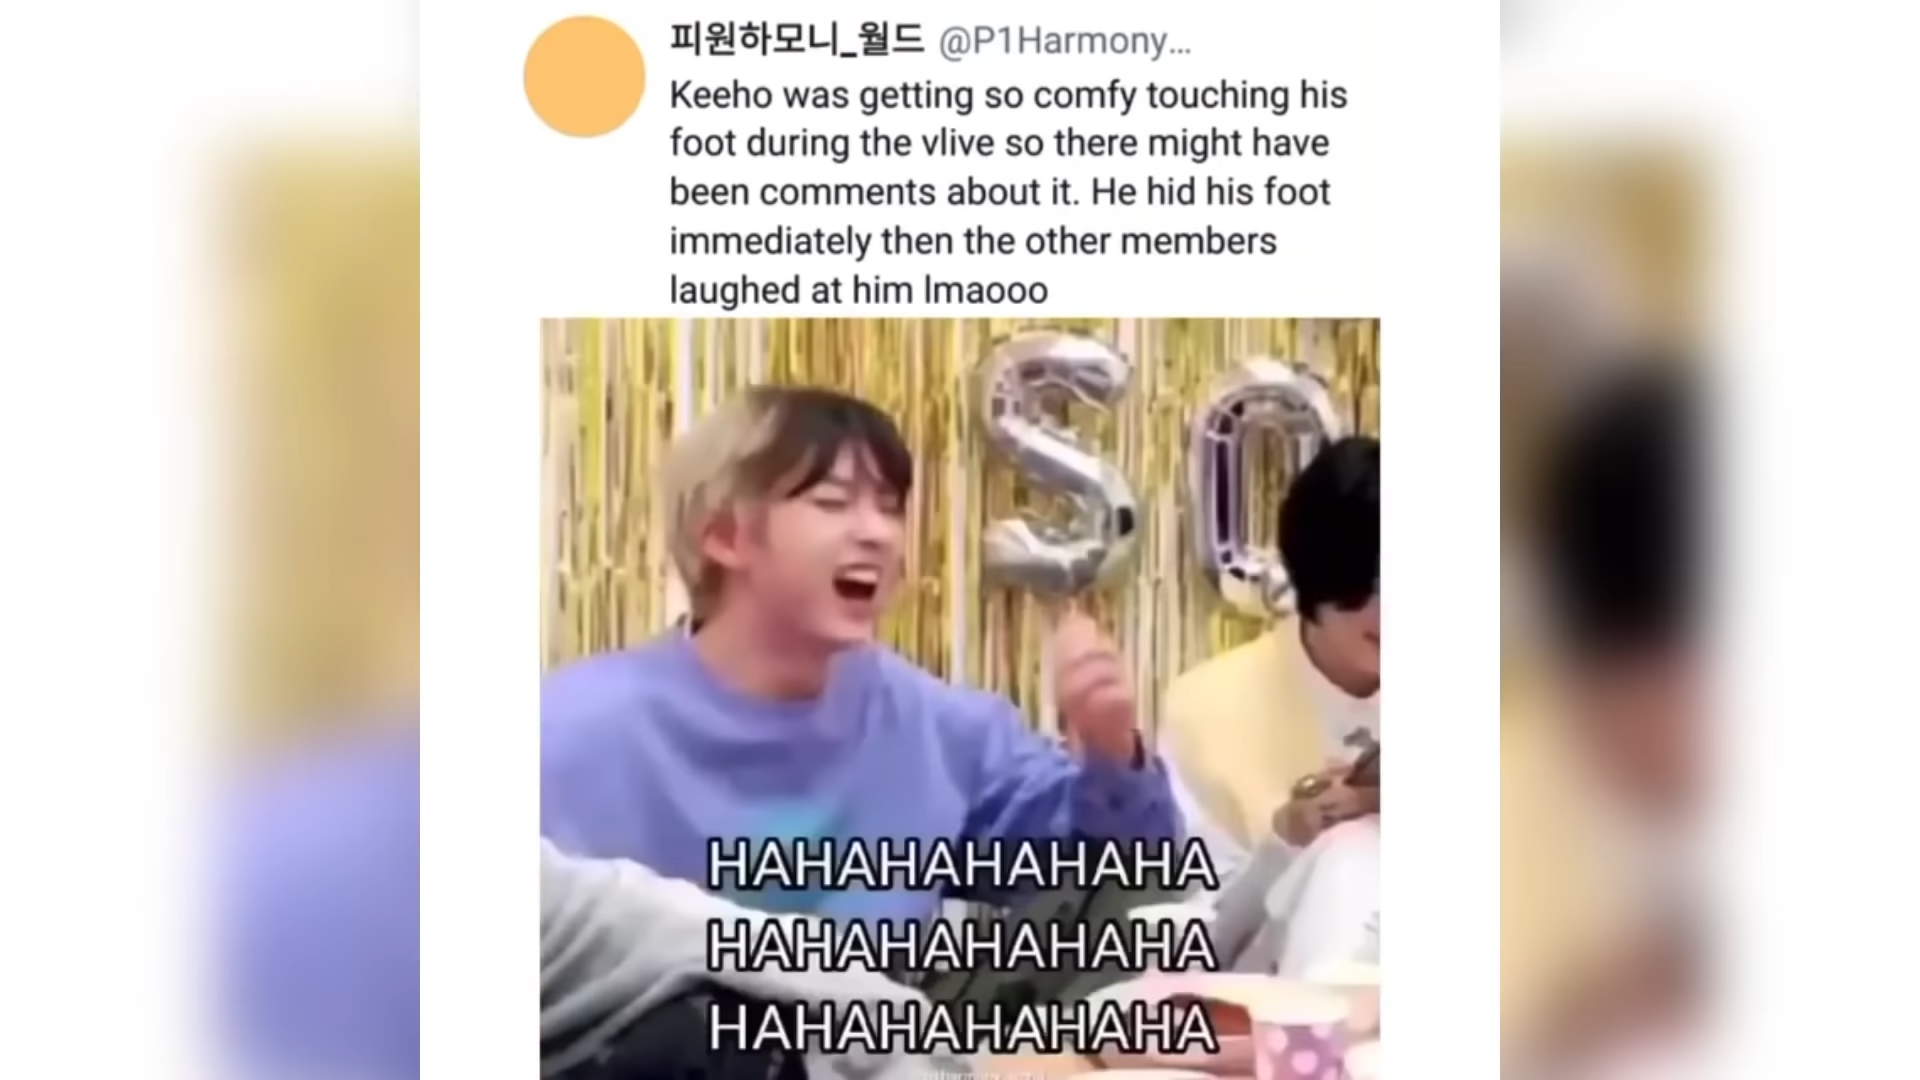 피원하모니_월드 @P1Harmony...
Keeho was getting so comfy touching his
foot during the vlive so there might have
been comments about it. He hid his foot
immediately then the other members
laughed at him lmaooo
SO
HAHAHAHAHAHA
HAHAHAHAHAHA
HAHAHAHAHAHA